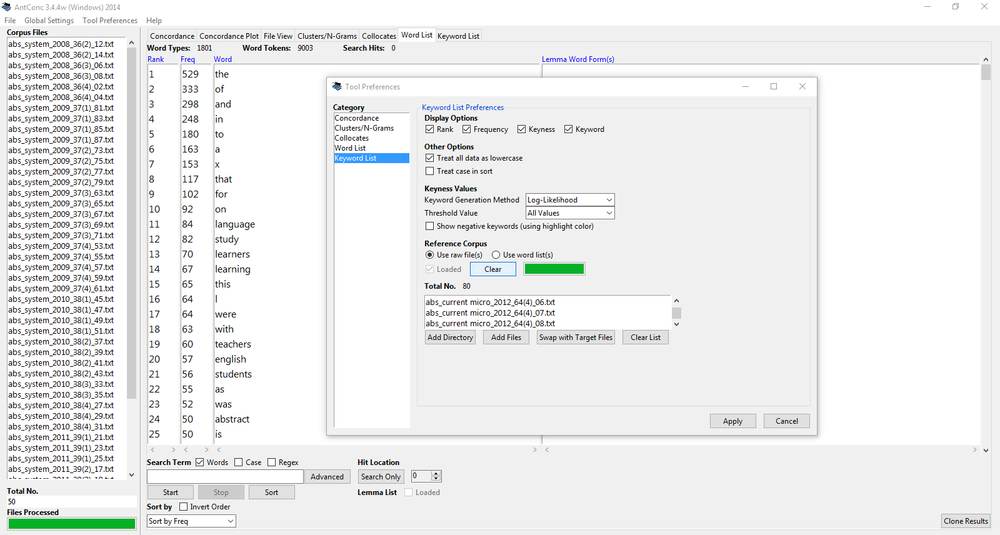 AntConc 3.4.4w (Windows) 2014
File Global Settings Tool Preferences Help
Corpus Files
abs_system_2008_36(2)_12.txt
abs_system_2008_36(2)_14.txt
abs_system_2008_36(3)_06.txt
abs_system_2008_36(3)_08.txt
abs_system_2008_36(4)_02.txt
abs_system_2008_36(4)_04.txt
abs_system_2009_37(1)_81.txt
abs_system_2009_37(1)_83.txt
abs_system_2009_37(1)_85.txt
abs_system_2009_37(1)_87.txt
abs_system_2009_37(2)_73.txt
abs_system_2009_37(2)_75.txt
abs_system_2009_37(2)_77.txt
abs_system_2009_37(2)_79.txt
abs_system_2009_37(3)_63.txt
abs_system_2009_37(3)_65.txt
abs_system_2009_37(3)_67.txt
abs_system_2009_37(3)_69.txt
abs_system_2009_37(3)_71.txt
abs_system_2009_37(4)_53.txt
abs_system_2009_37(4)_55.txt
abs_system_2009_37(4)_57.txt
abs_system_2009_37(4)_59.txt
abs_system_2009_37(4)_61.txt
abs_system_2010_38(1)_45.txt
abs_system_2010_38(1)_47.txt
abs_system_2010_38(1)_49.txt
abs_system_2010_38(1)_51.txt
abs_system_2010_38(2)_37.txt
abs_system_2010_38(2)_39.txt
abs_system_2010_38(2)_41.txt
abs_system_2010_38(2)_43.txt
abs_system_2010_38(3)_33.txt
abs_system_2010_38(3)_35.txt
abs_system_2010_38(4)_27.txt
abs_system_2010_38(4)_29.txt
abs_system_2010_38(4)_31.txt
abs_system_2011_39(1)_21.txt
abs_system_2011_39(1)_23.txt
abs_system_2011_39(1)_25.txt
abs_system_2011_39(2)_17.txt
Total No.
50
Files Processed
Concordance Concordance Plot File View Clusters/N-Grams Collocates Word List Keyword List
Word Types: 1801 Word Tokens: 9003 Search Hits: 0
Rank Freq Word Lemma Word Form(s)
1 529 the
2 333 of
3 298 and
4 248 in
5 180 to
6 163 a
7 153 x
8 117 that
9 102 for
10 92 on
11 84 language
12 82 study
13 70 learners
14 67 learning
15 65 this
16 64 l
17 64 were
18 63 with
19 60 teachers
20 57 english
21 56 students
22 55 as
23 52 was
24 50 abstract
25 50 is
Search Term Words Case Regex Hit Location
Advanced Search Only 0
Start Stop Sort Lemma List Loaded
Sort by Invert Order
Sort by Freq
Clone Results
Tool Preferences
Category
Concordance
Clusters/N-Grams
Collocates
Word List
Keyword List
Keyword List Preferences
Display Options
Rank Frequency Keyness Keyword
Other Options
Treat all data as lowercase
Treat case in sort
Keyness Values
Keyword Generation Method Log-Likelihood
Threshold Value All Values
Show negative keywords (using highlight color)
Reference Corpus
Use raw file(s) Use word list(s)
Loaded Clear
Total No. 80
abs_current micro_2012_64(4)_06.txt
abs_current micro_2012_64(4)_07.txt
abs_current micro_2012_64(4)_08.txt
Add Directory Add Files Swap with Target Files Clear List
Apply Cancel